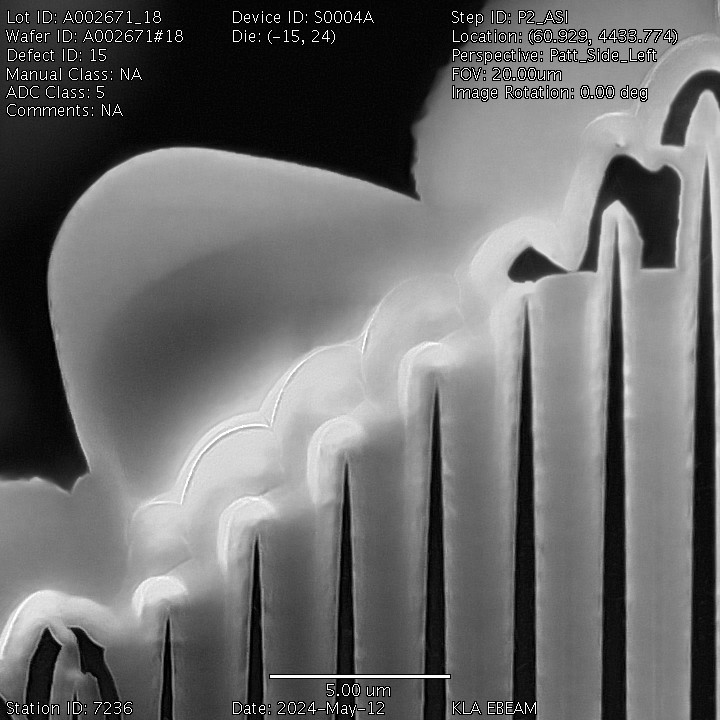 Lot ID: A002671_18
Wafer ID: A002671#18
Defect ID: 15
Manual Class: NA
ADC Class: 5
Comments: NA
Device ID: S0004A
Die: (-15, 24)
Step ID: P2_ASI
Location: (60.929, 4433.774)
Perspective: Patt_Side_Left
FOV: 20.00um
Image Rotation: 0.00 deg
5.00 um
Station ID: 7236
Date: 2024-May-12
KLA EBEAM